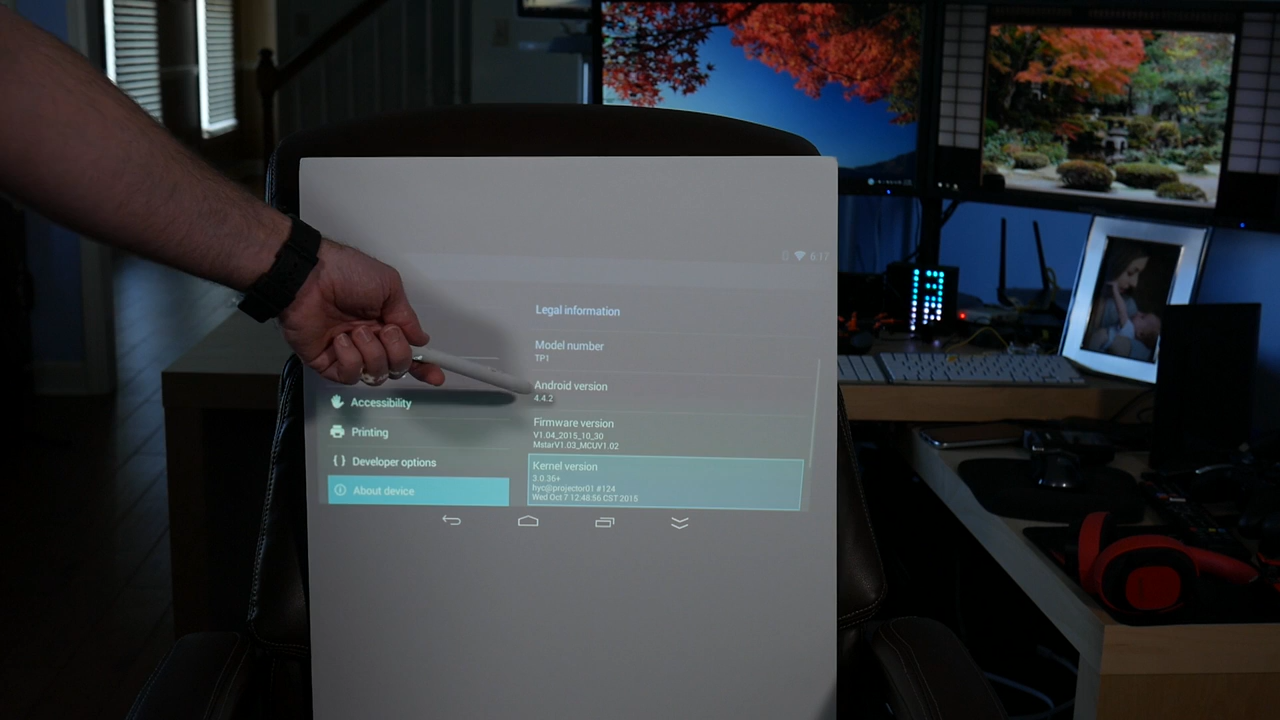 6:17
Legal information
Model number
TP1
Android version
4.4.2
Firmware version
V1.04_2015_10_30
MstarV1.03_MCUV1.02
Kernel version
3.0.36+
hyc@projector01 #124
Wed Oct 7 12:48:56 CST 2015
Accessibility
Printing
{ } Developer options
About device